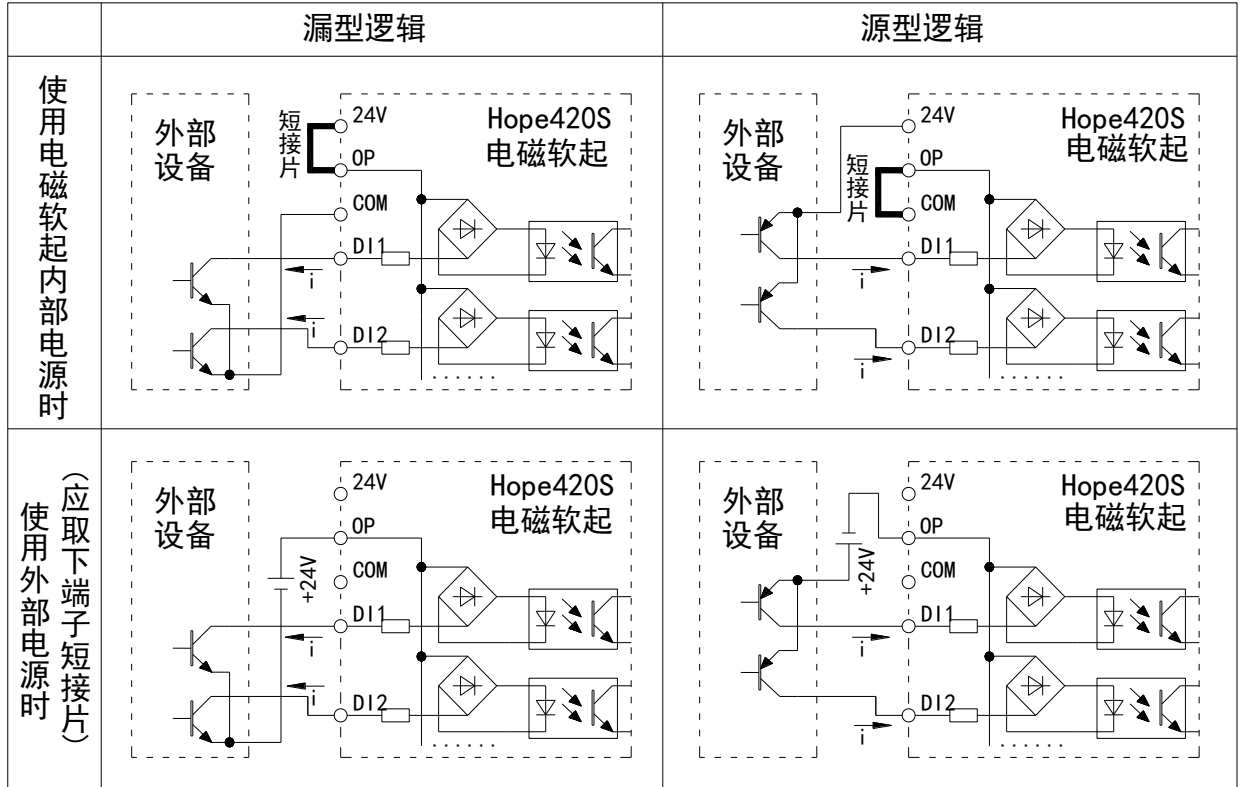 漏型逻辑
源型逻辑
使用电磁软起内部电源时
外部
设备
短接片
24V
OP
COM
DI1
DI2
i
i
Hope420S
电磁软起
······
外部
设备
短接片
24V
OP
COM
DI1
DI2
i
i
Hope420S
电磁软起
······
使用外部电源时
（应取下端子短接片）
外部
设备
+24V
24V
OP
COM
DI1
DI2
i
i
Hope420S
电磁软起
······
外部
设备
+24V
24V
OP
COM
DI1
DI2
i
i
Hope420S
电磁软起
······